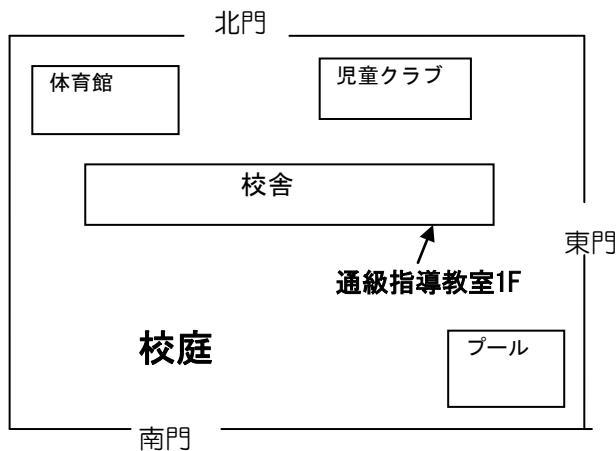 北門
体育館
児童クラブ
校舎
東門
通級指導教室1F
校庭
プール
南門